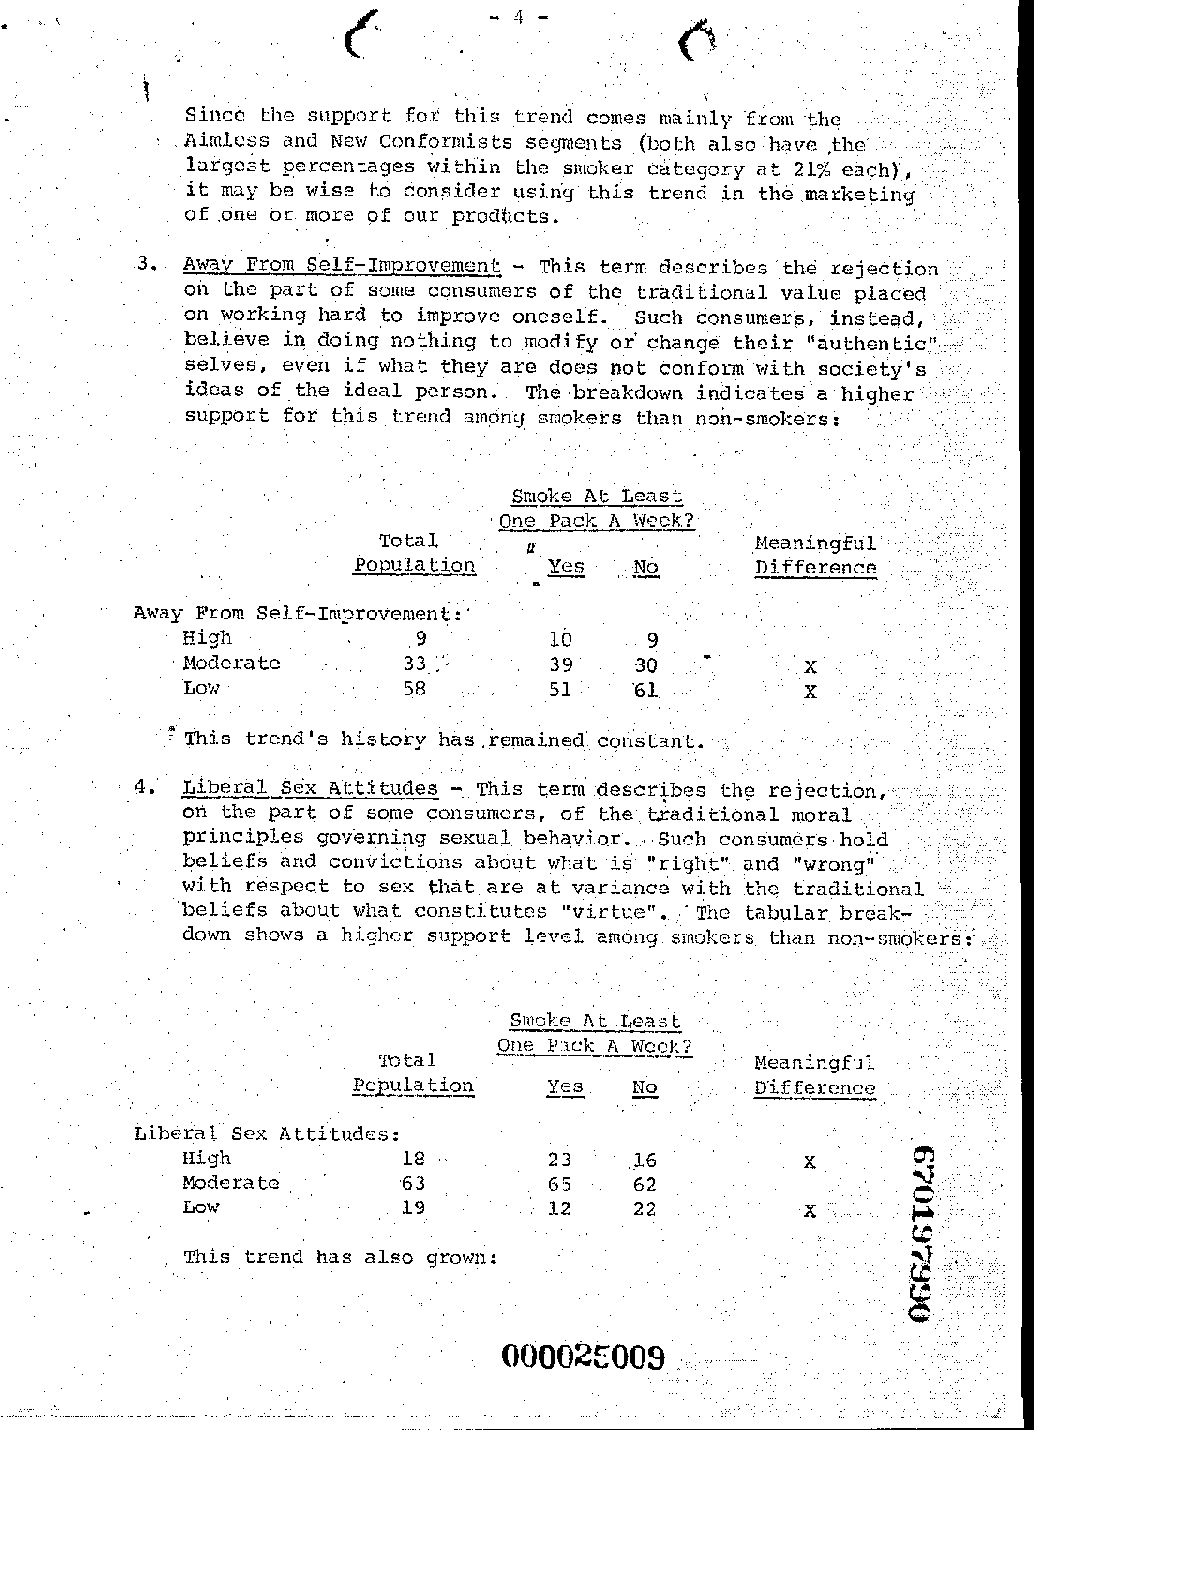 - 4 -
Since the support for this trend comes mainly from the
Aimless and New Conformists segments (both also have the
largest percentages within the smoker category at 21% each),
it may be wise to consider using this trend in the marketing
of one or more of our products.
3. Away From Self-Improvement - This term describes the rejection
on the part of some consumers of the traditional value placed
on working hard to improve oneself. Such consumers, instead,
believe in doing nothing to modify or change their "authentic"
selves, even if what they are does not conform with society's
ideas of the ideal person. The breakdown indicates a higher
support for this trend among smokers than non-smokers:
Smoke At Least
One Pack A Week?
Total Meaningful
Population Yes No Difference
Away From Self-Improvement:
High 9 10 9
Moderate 33 39 30 X
Low 58 51 61 X
This trend's history has remained constant.
4. Liberal Sex Attitudes - This term describes the rejection,
on the part of some consumers, of the traditional moral
principles governing sexual behavior. Such consumers hold
beliefs and convictions about what is "right" and "wrong"
with respect to sex that are at variance with the traditional
beliefs about what constitutes "virtue". The tabular break-
down shows a higher support level among smokers than non-smokers:
Smoke At Least
One Pack A Week?
Total Meaningful
Population Yes No Difference
Liberal Sex Attitudes:
High 18 23 16 X
Moderate 63 65 62
Low 19 12 22 X
This trend has also grown:
670197990
000025009